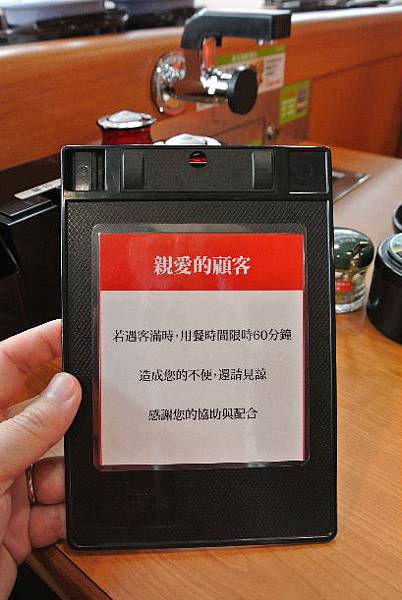 親愛的顧客
若遇客滿時，用餐時間限時60分鐘
造成您的不便，還請見諒
感謝您的協助與配合